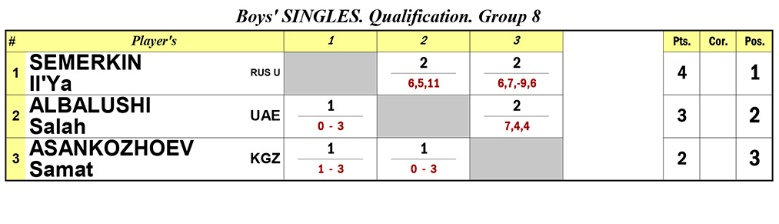 Boys' SINGLES. Qualification. Group 8
# Player's 1 2 3 Pts. Cor. Pos.
1 SEMERKIN Il'Ya RUS U 2 6,5,11 2 6,7,-9,6 4 1
2 ALBALUSHI Salah UAE 1 0 - 3 2 7,4,4 3 2
3 ASANKOZHOEV Samat KGZ 1 1 - 3 1 0 - 3 2 3